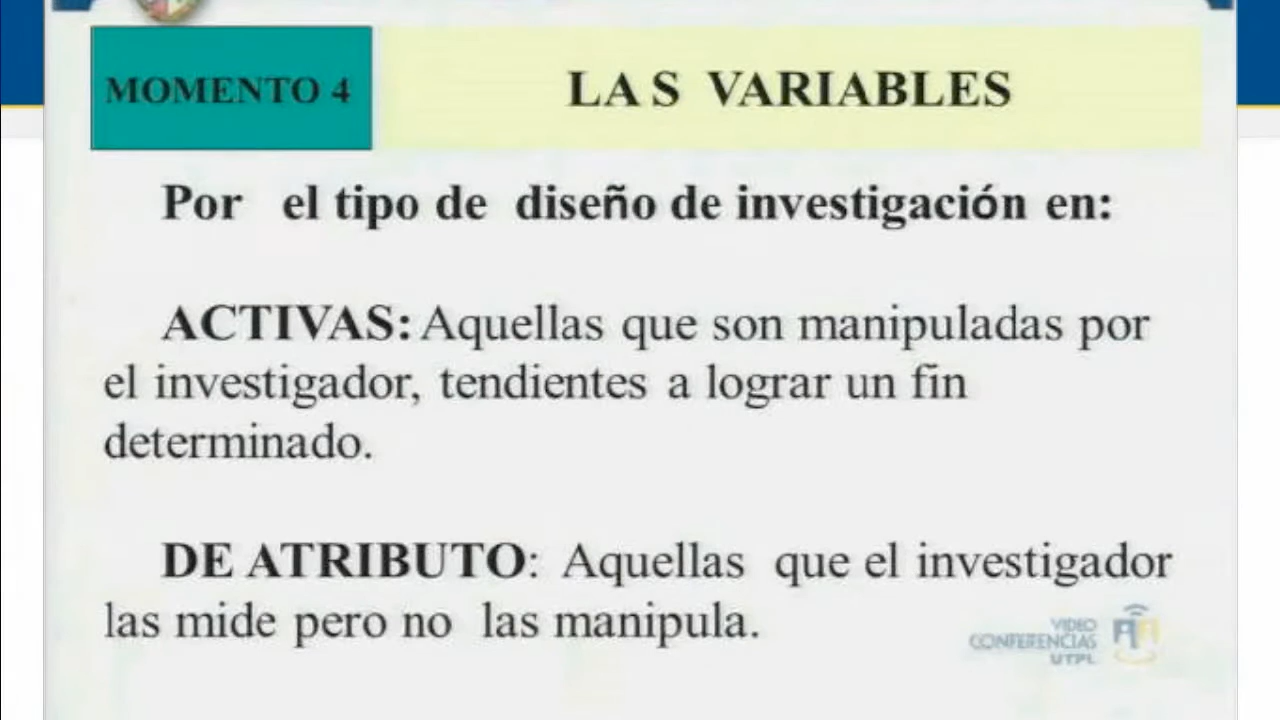 MOMENTO 4
LA S VARIABLES
Por el tipo de diseño de investigación en:
ACTIVAS: Aquellas que son manipuladas por
el investigador, tendientes a lograr un fin
determinado.
DE ATRIBUTO: Aquellas que el investigador
las mide pero no las manipula.
VIDEO
CONFERENCIAS
UTPL